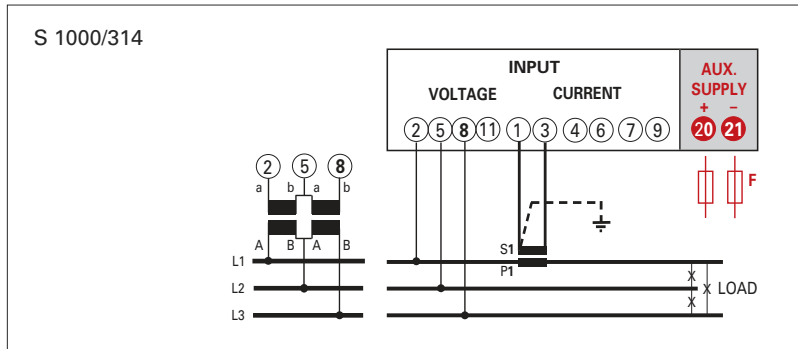 S 1000/314
INPUT
AUX.
SUPPLY
VOLTAGE CURRENT
+ –
2 5 8 11 1 3 4 6 7 9 20 21
2 5 8
a b a b
F
A B A B
S1
P1
L1
L2
X X X LOAD
L3